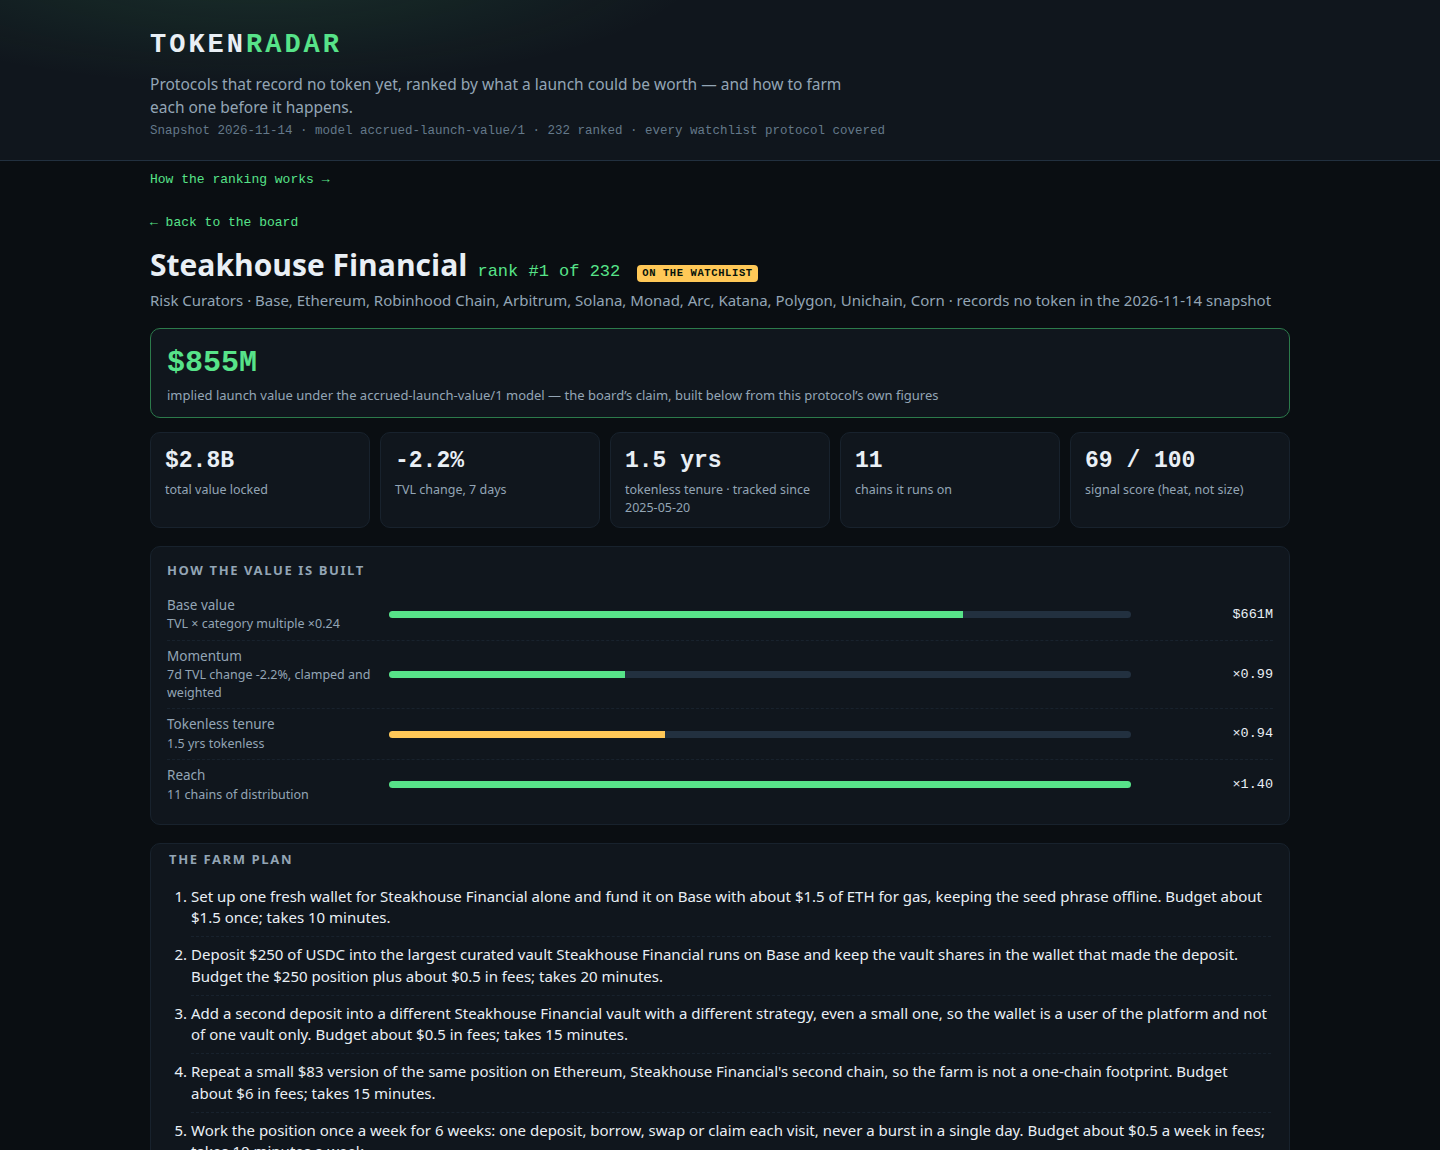 TOKENRADAR
Protocols that record no token yet, ranked by what a launch could be worth — and how to farm
each one before it happens.
Snapshot 2026-11-14 · model accrued-launch-value/1 · 232 ranked · every watchlist protocol covered
How the ranking works →
← back to the board
Steakhouse Financial rank #1 of 232 ON THE WATCHLIST
Risk Curators · Base, Ethereum, Robinhood Chain, Arbitrum, Solana, Monad, Arc, Katana, Polygon, Unichain, Corn · records no token in the 2026-11-14 snapshot
$855M
implied launch value under the accrued-launch-value/1 model — the board’s claim, built below from this protocol’s own figures
$2.8B
total value locked
-2.2%
TVL change, 7 days
1.5 yrs
tokenless tenure · tracked since
2025-05-20
11
chains it runs on
69 / 100
signal score (heat, not size)
HOW THE VALUE IS BUILT
Base value
TVL × category multiple ×0.24
$661M
Momentum
7d TVL change -2.2%, clamped and
weighted
×0.99
Tokenless tenure
1.5 yrs tokenless
×0.94
Reach
11 chains of distribution
×1.40
THE FARM PLAN
1. Set up one fresh wallet for Steakhouse Financial alone and fund it on Base with about $1.5 of ETH for gas, keeping the seed phrase offline. Budget about
$1.5 once; takes 10 minutes.
2. Deposit $250 of USDC into the largest curated vault Steakhouse Financial runs on Base and keep the vault shares in the wallet that made the deposit.
Budget the $250 position plus about $0.5 in fees; takes 20 minutes.
3. Add a second deposit into a different Steakhouse Financial vault with a different strategy, even a small one, so the wallet is a user of the platform and not
of one vault only. Budget about $0.5 in fees; takes 15 minutes.
4. Repeat a small $83 version of the same position on Ethereum, Steakhouse Financial's second chain, so the farm is not a one-chain footprint. Budget
about $6 in fees; takes 15 minutes.
5. Work the position once a week for 6 weeks: one deposit, borrow, swap or claim each visit, never a burst in a single day. Budget about $0.5 a week in fees;